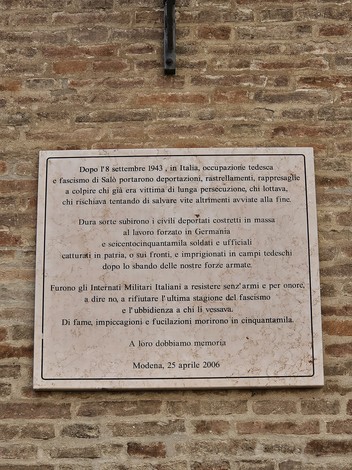 Dopo l'8 settembre 1943, in Italia, occupazione tedesca
e fascismo di Salò portarono deportazioni, rastrellamenti, rappresaglie
a colpire chi già era vittima di lunga persecuzione, chi lottava,
chi rischiava tentando di salvare vite altrimenti avviate alla fine.
Dura sorte subirono i civili deportati costretti in massa
al lavoro forzato in Germania
e seicentocinquantamila soldati e ufficiali
catturati in patria, o sui fronti, e imprigionati in campi tedeschi
dopo lo sbando delle nostre forze armate.
Furono gli Internati Militari Italiani a resistere senz'armi e per onore,
a dire no, a rifiutare l'ultima stagione del fascismo
e l'ubbidienza a chi li vessava.
Di fame, impiccagioni e fucilazioni morirono in cinquantamila.
A loro dobbiamo memoria
Modena, 25 aprile 2006